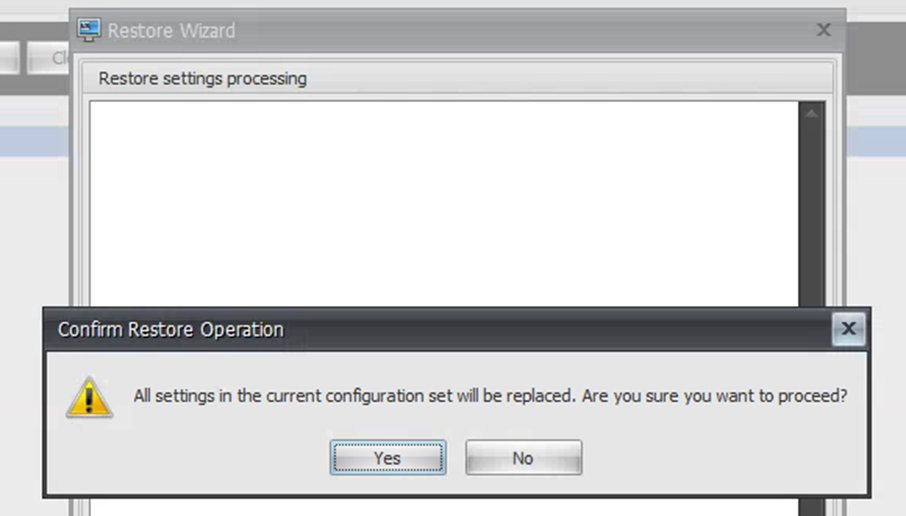 Restore Wizard
Restore settings processing
Confirm Restore Operation
All settings in the current configuration set will be replaced. Are you sure you want to proceed?
Yes
No